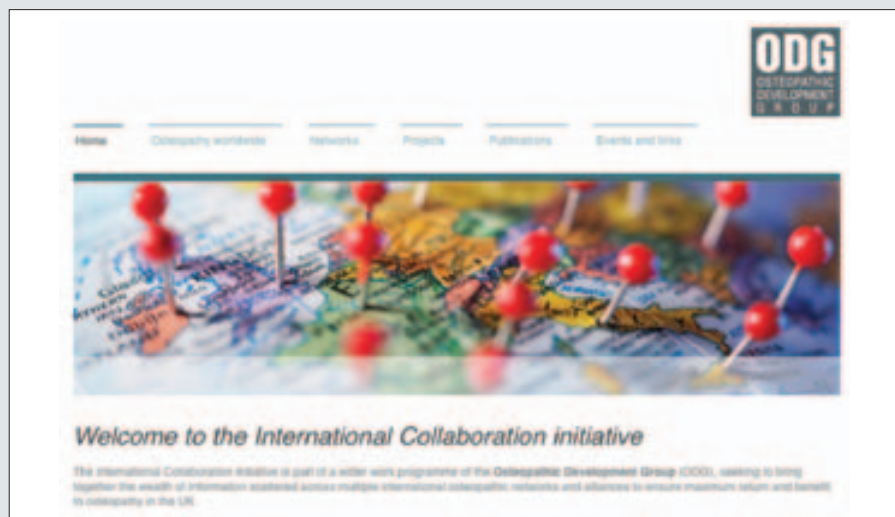 ODG
OSTEOPATHIC
DEVELOPMENT
GROUP
Home Osteopathy worldwide Networks Projects Publications Events and links
Welcome to the International Collaboration initiative
The International Collaboration Initiative is part of a wider work programme of the Osteopathic Development Group (ODG), seeking to bring
together the wealth of information scattered across multiple international osteopathic networks and alliances to ensure maximum return and benefit
to osteopathy in the UK.